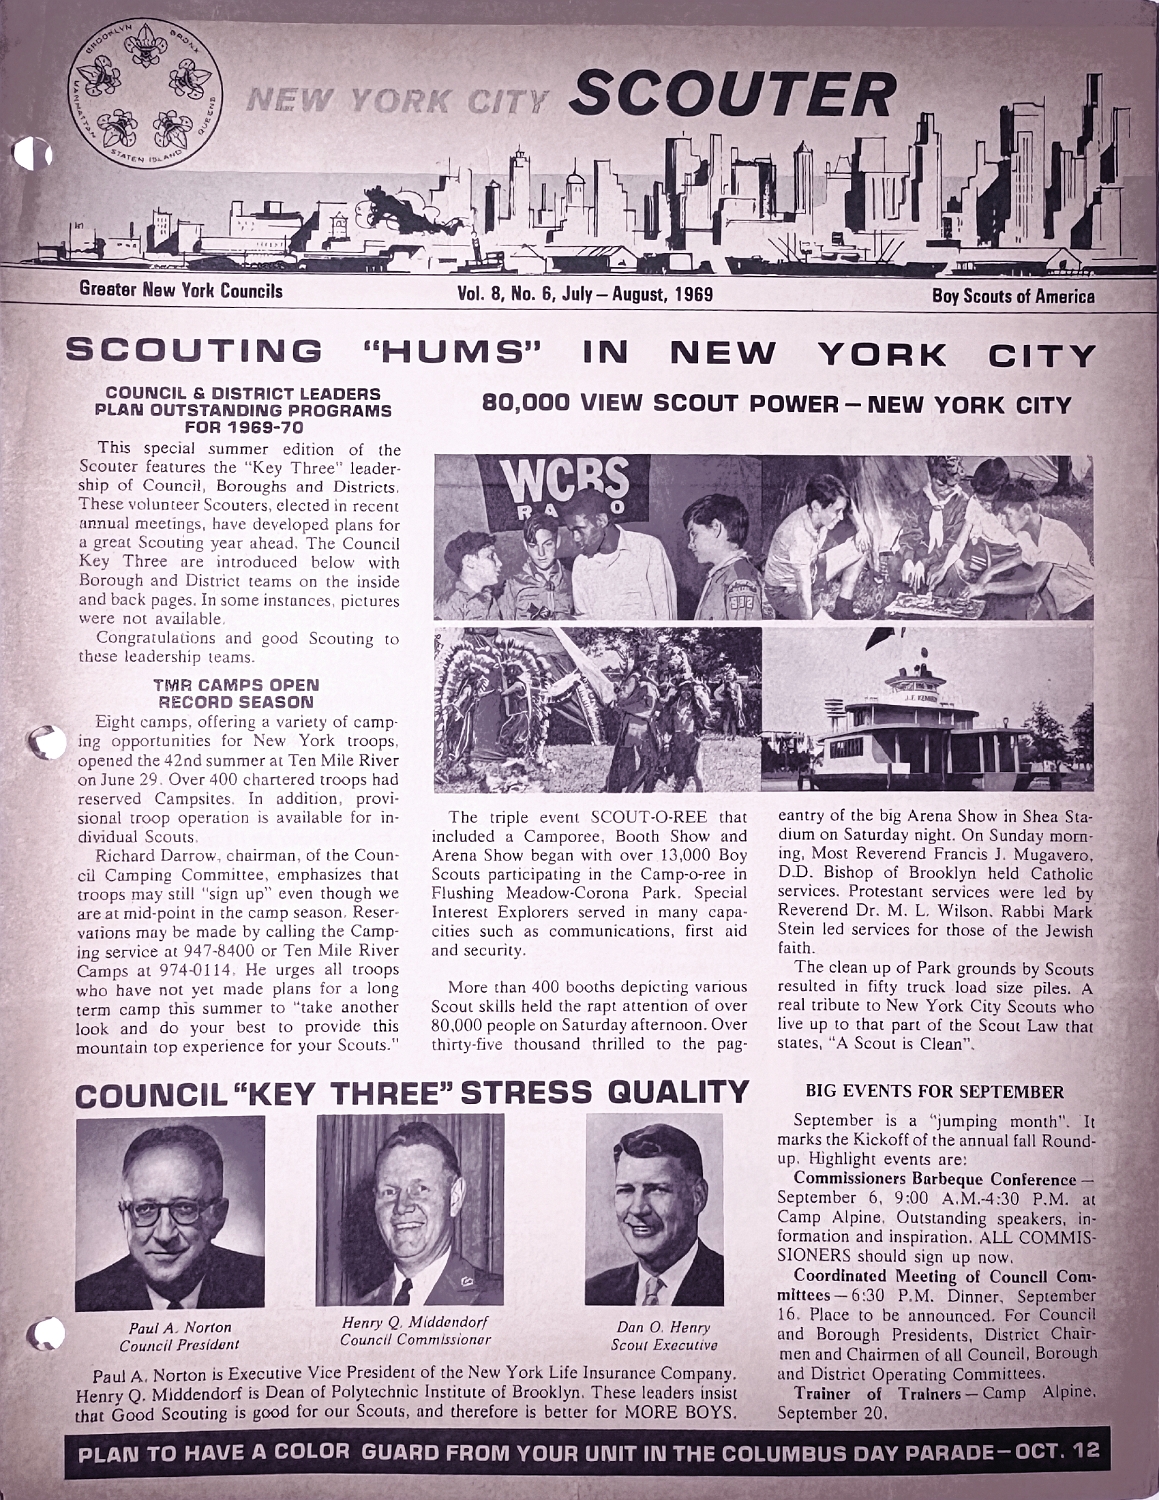 BROOKLYN
BRONX
MANHATTAN
QUEENS
STATEN ISLAND
NEW YORK CITY SCOUTER
Greater New York Councils
Vol. 8, No. 6, July – August, 1969
Boy Scouts of America
SCOUTING "HUMS" IN NEW YORK CITY
COUNCIL & DISTRICT LEADERS
PLAN OUTSTANDING PROGRAMS
FOR 1969-70
This special summer edition of the
Scouter features the "Key Three" leader-
ship of Council, Boroughs and Districts.
These volunteer Scouters, elected in recent
annual meetings, have developed plans for
a great Scouting year ahead. The Council
Key Three are introduced below with
Borough and District teams on the inside
and back pages. In some instances, pictures
were not available.
Congratulations and good Scouting to
these leadership teams.
TMR CAMPS OPEN
RECORD SEASON
Eight camps, offering a variety of camp-
ing opportunities for New York troops,
opened the 42nd summer at Ten Mile River
on June 29. Over 400 chartered troops had
reserved Campsites. In addition, provi-
sional troop operation is available for in-
dividual Scouts.
Richard Darrow, chairman, of the Coun-
cil Camping Committee, emphasizes that
troops may still "sign up" even though we
are at mid-point in the camp season. Reser-
vations may be made by calling the Camp-
ing service at 947-8400 or Ten Mile River
Camps at 974-0114. He urges all troops
who have not yet made plans for a long
term camp this summer to "take another
look and do your best to provide this
mountain top experience for your Scouts."
80,000 VIEW SCOUT POWER – NEW YORK CITY
WCBS
RA O
512
J.F. KENNEDY
The triple event SCOUT-O-REE that
included a Camporee, Booth Show and
Arena Show began with over 13,000 Boy
Scouts participating in the Camp-o-ree in
Flushing Meadow-Corona Park. Special
Interest Explorers served in many capa-
cities such as communications, first aid
and security.
More than 400 booths depicting various
Scout skills held the rapt attention of over
80,000 people on Saturday afternoon. Over
thirty-five thousand thrilled to the pag-
eantry of the big Arena Show in Shea Sta-
dium on Saturday night. On Sunday morn-
ing, Most Reverend Francis J. Mugavero,
D.D. Bishop of Brooklyn held Catholic
services. Protestant services were led by
Reverend Dr. M. L. Wilson. Rabbi Mark
Stein led services for those of the Jewish
faith.
The clean up of Park grounds by Scouts
resulted in fifty truck load size piles. A
real tribute to New York City Scouts who
live up to that part of the Scout Law that
states, "A Scout is Clean".
COUNCIL "KEY THREE" STRESS QUALITY
Paul A. Norton
Council President
Henry Q. Middendorf
Council Commissioner
Dan O. Henry
Scout Executive
Paul A. Norton is Executive Vice President of the New York Life Insurance Company.
Henry Q. Middendorf is Dean of Polytechnic Institute of Brooklyn. These leaders insist
that Good Scouting is good for our Scouts, and therefore is better for MORE BOYS.
BIG EVENTS FOR SEPTEMBER
September is a "jumping month". It
marks the Kickoff of the annual fall Round-
up. Highlight events are:
Commissioners Barbeque Conference –
September 6, 9:00 A.M.-4:30 P.M. at
Camp Alpine. Outstanding speakers, in-
formation and inspiration. ALL COMMIS-
SIONERS should sign up now.
Coordinated Meeting of Council Com-
mittees – 6:30 P.M. Dinner, September
16. Place to be announced. For Council
and Borough Presidents, District Chair-
men and Chairmen of all Council, Borough
and District Operating Committees.
Trainer of Trainers – Camp Alpine,
September 20.
PLAN TO HAVE A COLOR GUARD FROM YOUR UNIT IN THE COLUMBUS DAY PARADE – OCT. 12